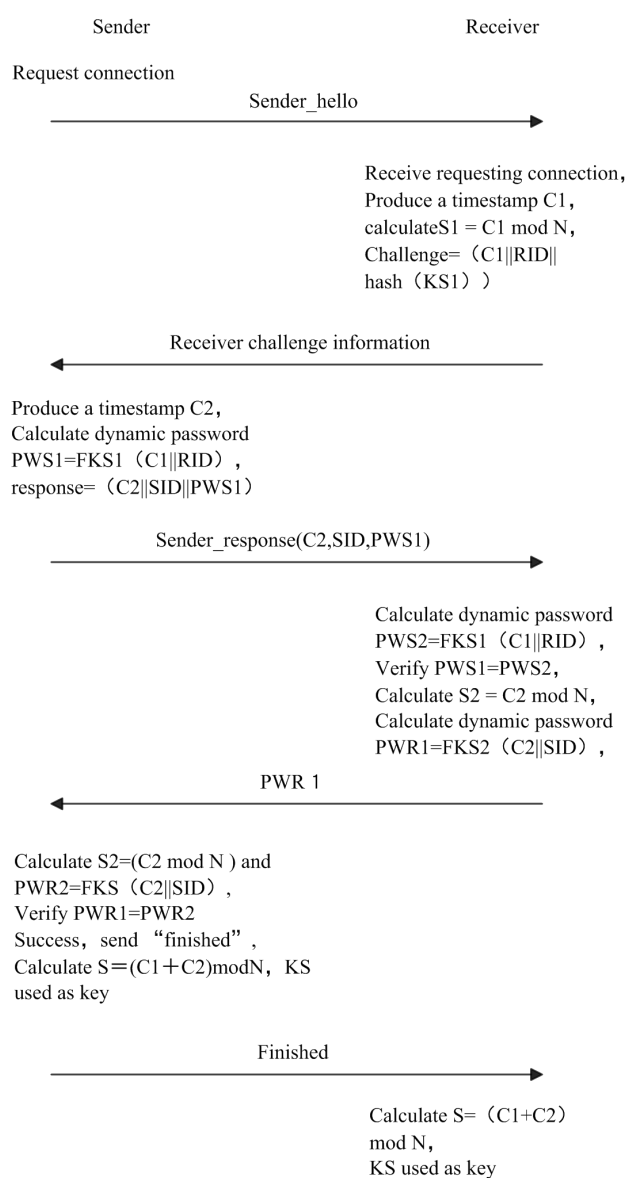 Sender
Receiver
Request connection
Sender_hello
Receive requesting connection，
Produce a timestamp C1，
calculateS1 = C1 mod N，
Challenge=（C1||RID||
hash（KS1））
Receiver challenge information
Produce a timestamp C2，
Calculate dynamic password
PWS1=FKS1（C1||RID），
response=（C2||SID||PWS1）
Sender_response(C2,SID,PWS1)
Calculate dynamic password
PWS2=FKS1（C1||RID），
Verify PWS1=PWS2，
Calculate S2 = C2 mod N，
Calculate dynamic password
PWR1=FKS2（C2||SID），
PWR 1
Calculate S2=(C2 mod N ) and
PWR2=FKS（C2||SID）,
Verify PWR1=PWR2
Success，send “finished”,
Calculate S＝(C1＋C2)modN，KS
used as key
Finished
Calculate S=（C1+C2）
mod N，
KS used as key